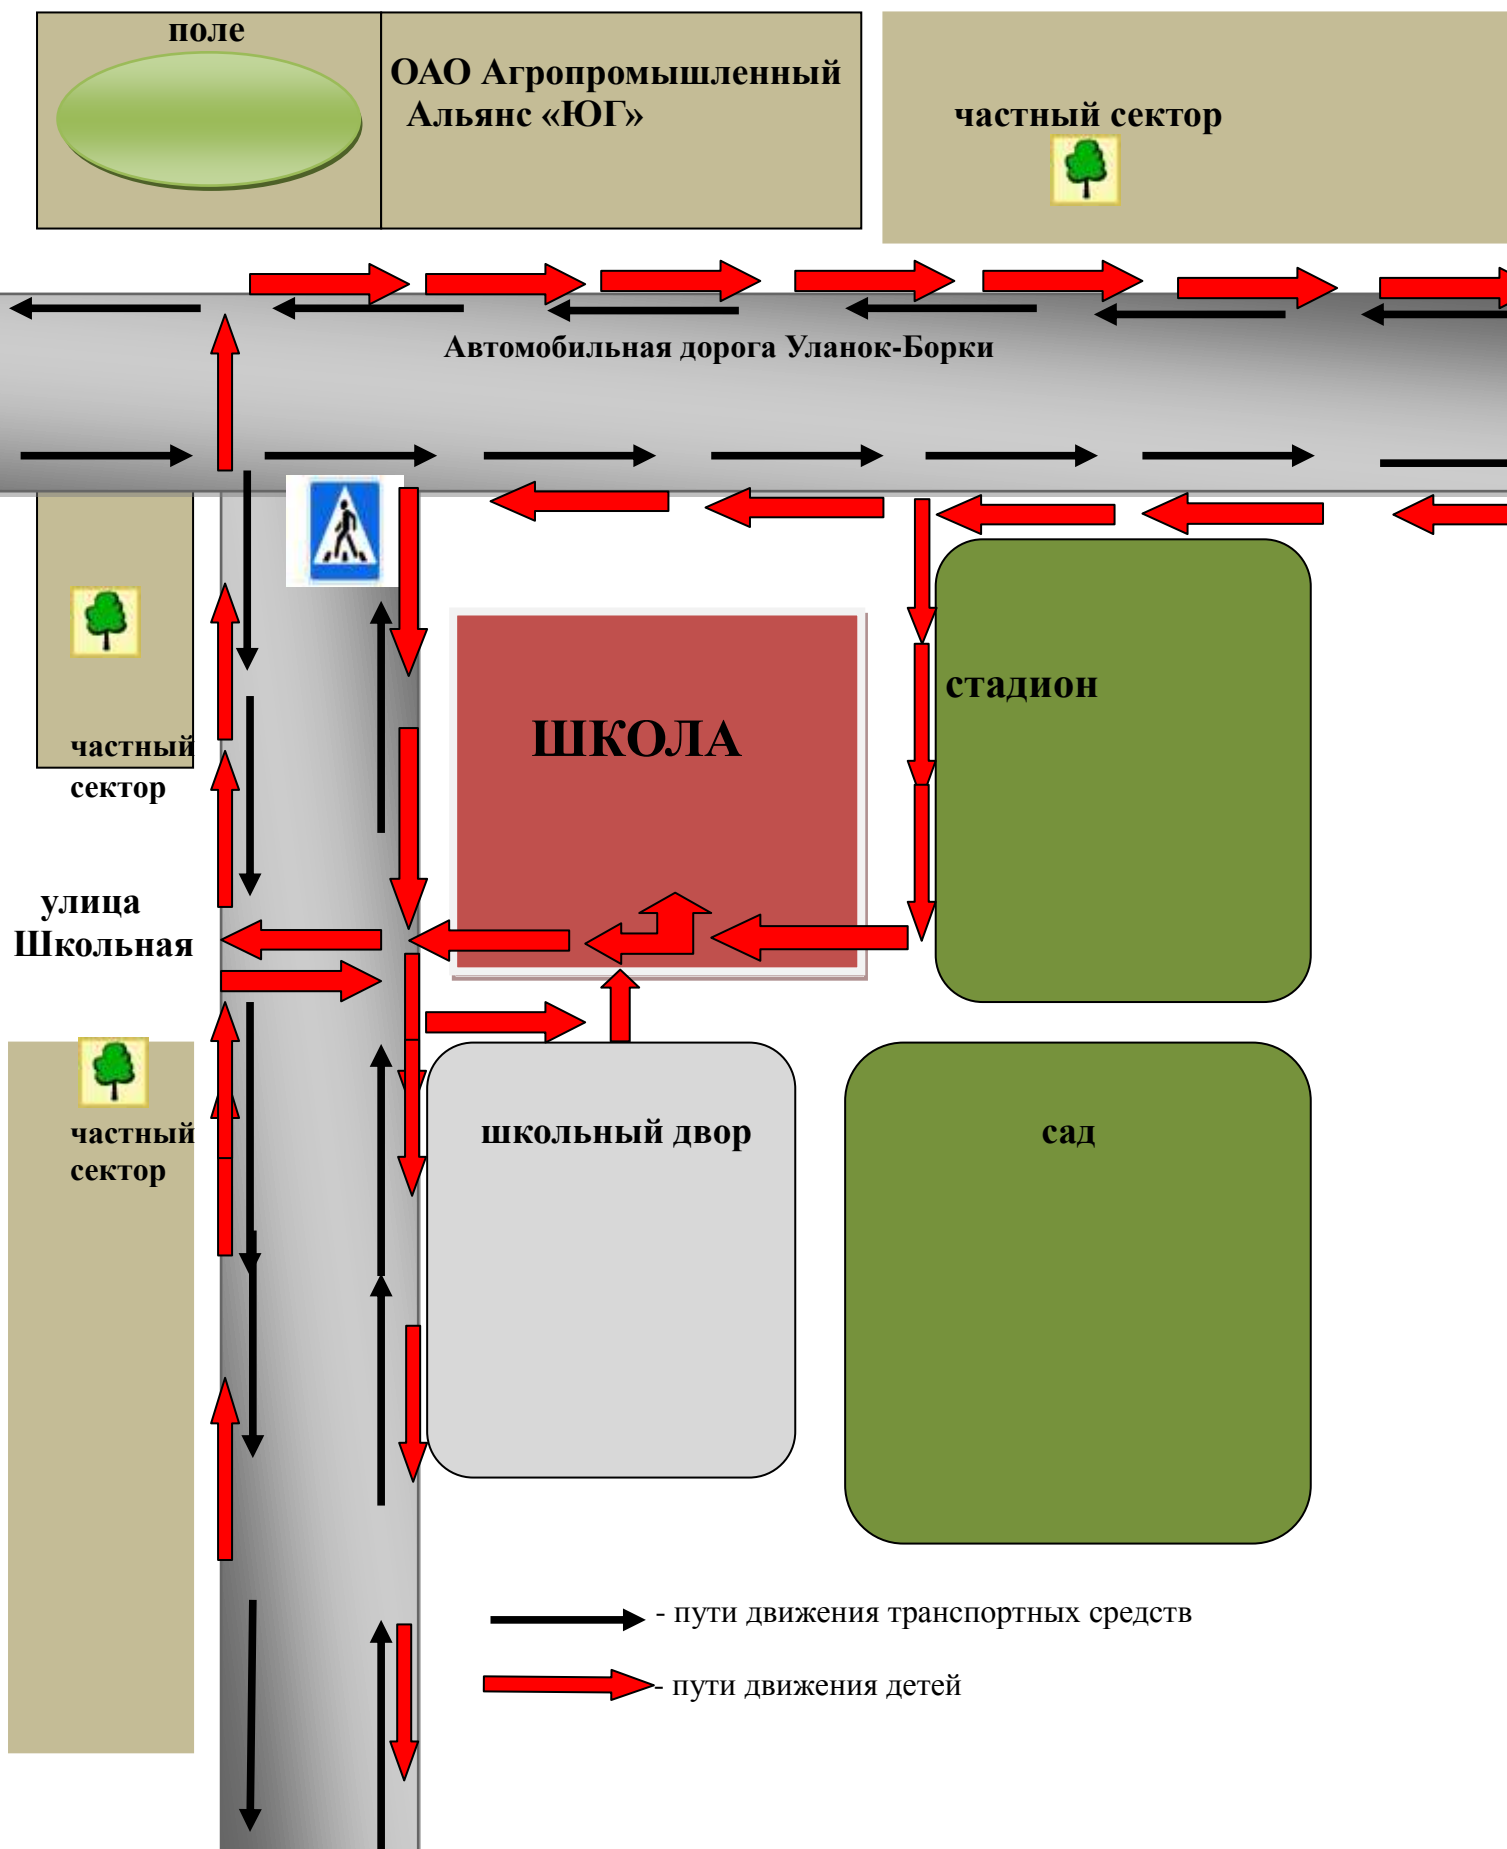 поле
ОАО Агропромышленный
Альянс «ЮГ»
частный сектор
Автомобильная дорога Уланок-Борки
стадион
ШКОЛА
частный
сектор
улица
Школьная
частный
сектор
школьный двор
сад
- пути движения транспортных средств
- пути движения детей